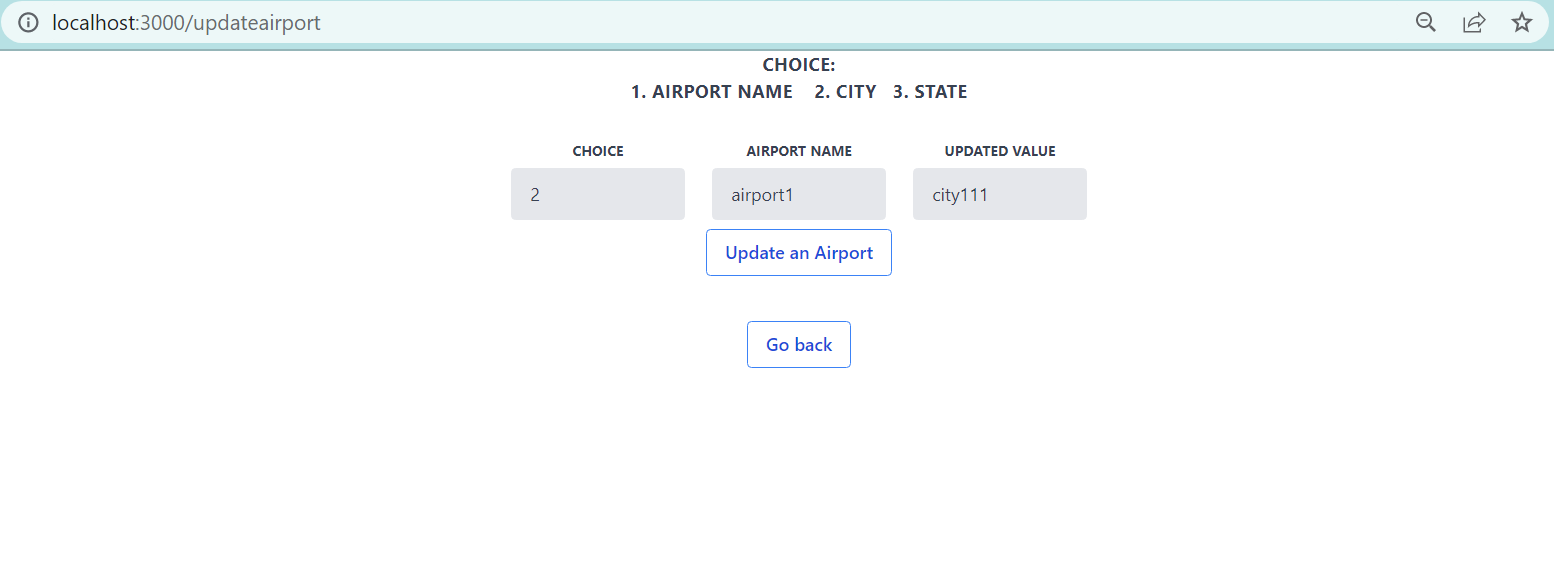 localhost:3000/updateairport
CHOICE:
1. AIRPORT NAME 2. CITY 3. STATE
CHOICE AIRPORT NAME UPDATED VALUE
2 airport1 city111
Update an Airport
Go back